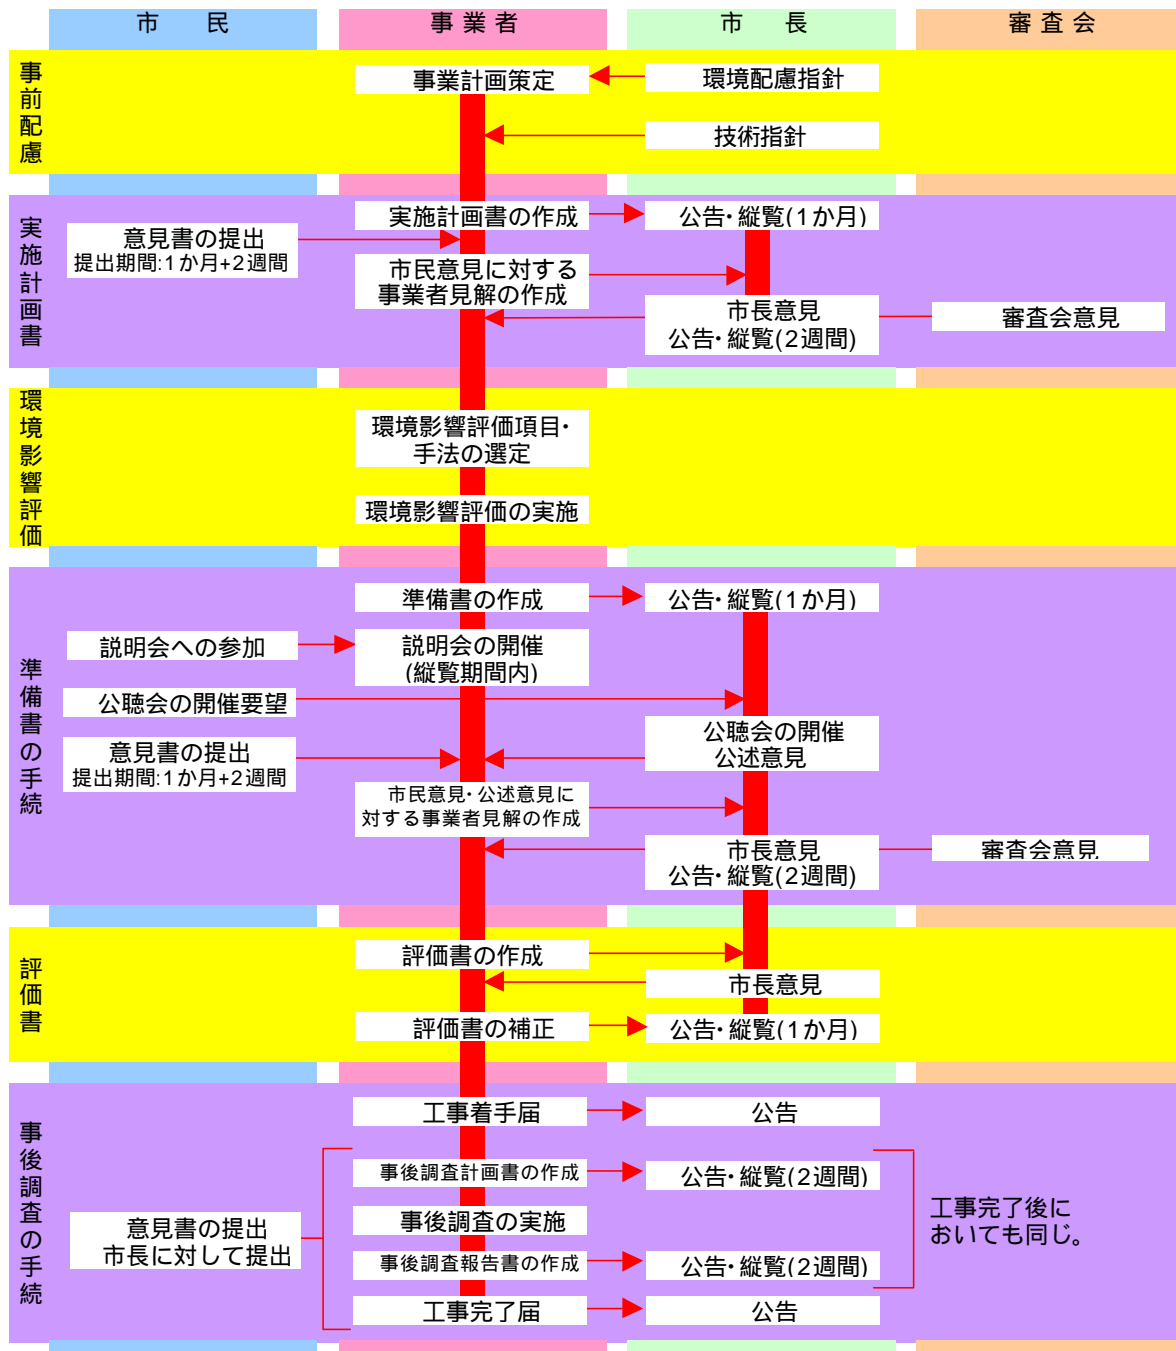 市　民
事 業 者
市　長
審 査 会
事前配慮
事業計画策定
環境配慮指針
技術指針
実施計画書
実施計画書の作成
公告・縦覧(1か月)
意見書の提出
提出期間:1か月+2週間
市民意見に対する
事業者見解の作成
市長意見
公告・縦覧(2週間)
審査会意見
環境影響評価
環境影響評価項目・
手法の選定
環境影響評価の実施
準備書の手続
準備書の作成
公告・縦覧(1か月)
説明会への参加
説明会の開催
(縦覧期間内)
公聴会の開催要望
公聴会の開催
公述意見
意見書の提出
提出期間:1か月+2週間
市民意見・公述意見に
対する事業者見解の作成
市長意見
公告・縦覧(2週間)
審査会意見
評価書
評価書の作成
市長意見
評価書の補正
公告・縦覧(1か月)
事後調査の手続
工事着手届
公告
事後調査計画書の作成
公告・縦覧(2週間)
意見書の提出
市長に対して提出
事後調査の実施
工事完了後に
おいても同じ。
事後調査報告書の作成
公告・縦覧(2週間)
工事完了届
公告